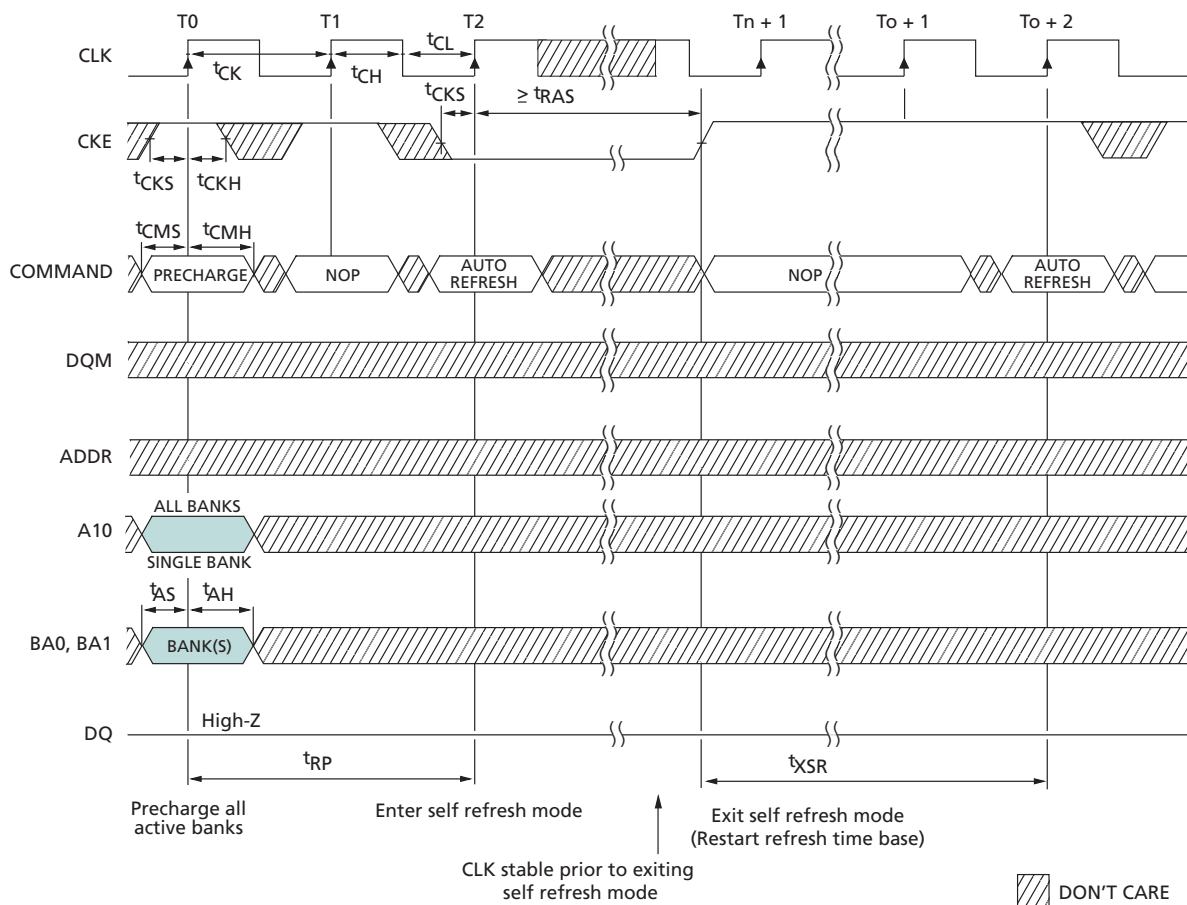 T0 T1 T2 Tn + 1 To + 1 To + 2
CLK
tCK tCH tCL
tCKS ≥ tRAS
CKE
tCKS tCKH
tCMS tCMH
COMMAND PRECHARGE NOP AUTO REFRESH NOP AUTO REFRESH
DQM
ADDR
ALL BANKS
A10
SINGLE BANK
tAS tAH
BA0, BA1 BANK(S)
High-Z
DQ
tRP tXSR
Precharge all
active banks
Enter self refresh mode
Exit self refresh mode
(Restart refresh time base)
CLK stable prior to exiting
self refresh mode
DON'T CARE